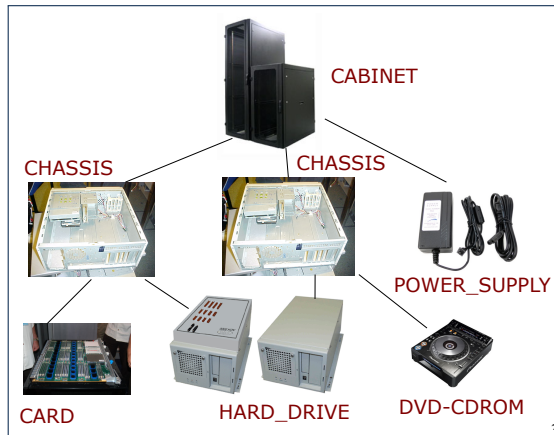 CABINET
CHASSIS
CHASSIS
POWER_SUPPLY
CARD
HARD_DRIVE
DVD-CDROM